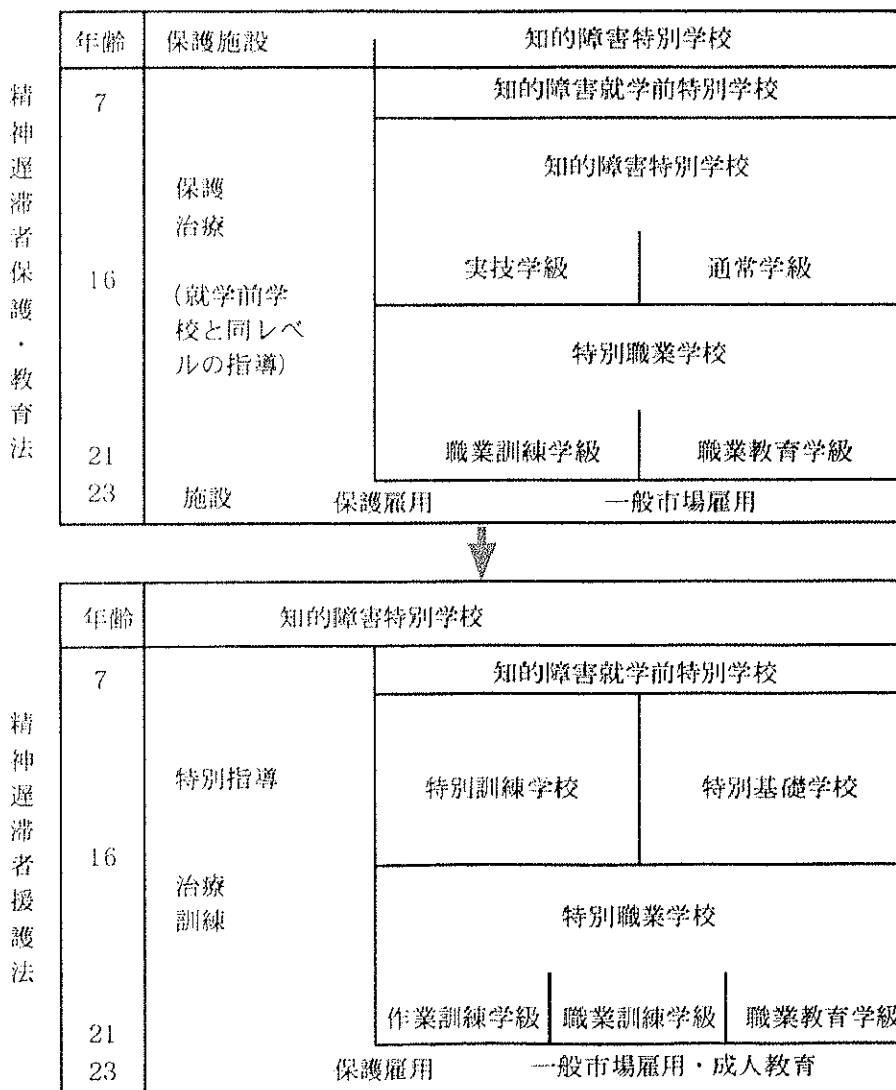 精神遅滞者保護・教育法
年齢 保護施設 知的障害特別学校
7 知的障害就学前特別学校
知的障害特別学校
保護
治療
16 実技学級 通常学級
(就学前学
校と同レベ
ルの指導)
特別職業学校
21 職業訓練学級 職業教育学級
23 施設 保護雇用 一般市場雇用
精神遅滞者援護法
年齢 知的障害特別学校
7 知的障害就学前特別学校
特別指導 特別訓練学校 特別基礎学校
16
治療
訓練
特別職業学校
21 作業訓練学級 職業訓練学級 職業教育学級
23 保護雇用 一般市場雇用・成人教育